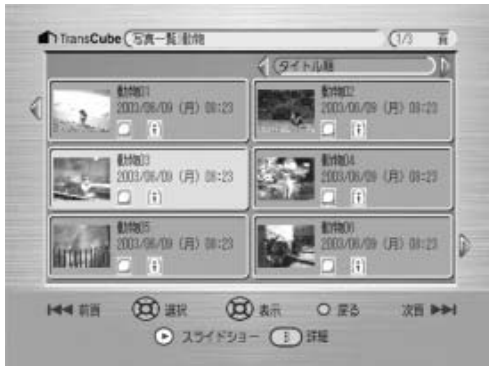 TransCube 写真一覧:動物 1/3 頁
タイトル順
動物01
2003/06/09 (月) 08:23
動物02
2003/06/09 (月) 08:23
動物03
2003/06/09 (月) 08:23
動物04
2003/06/09 (月) 08:23
動物05
2003/06/09 (月) 08:23
動物06
2003/06/09 (月) 08:23
前頁 選択 表示 戻る 次頁
スライドショー 詳細